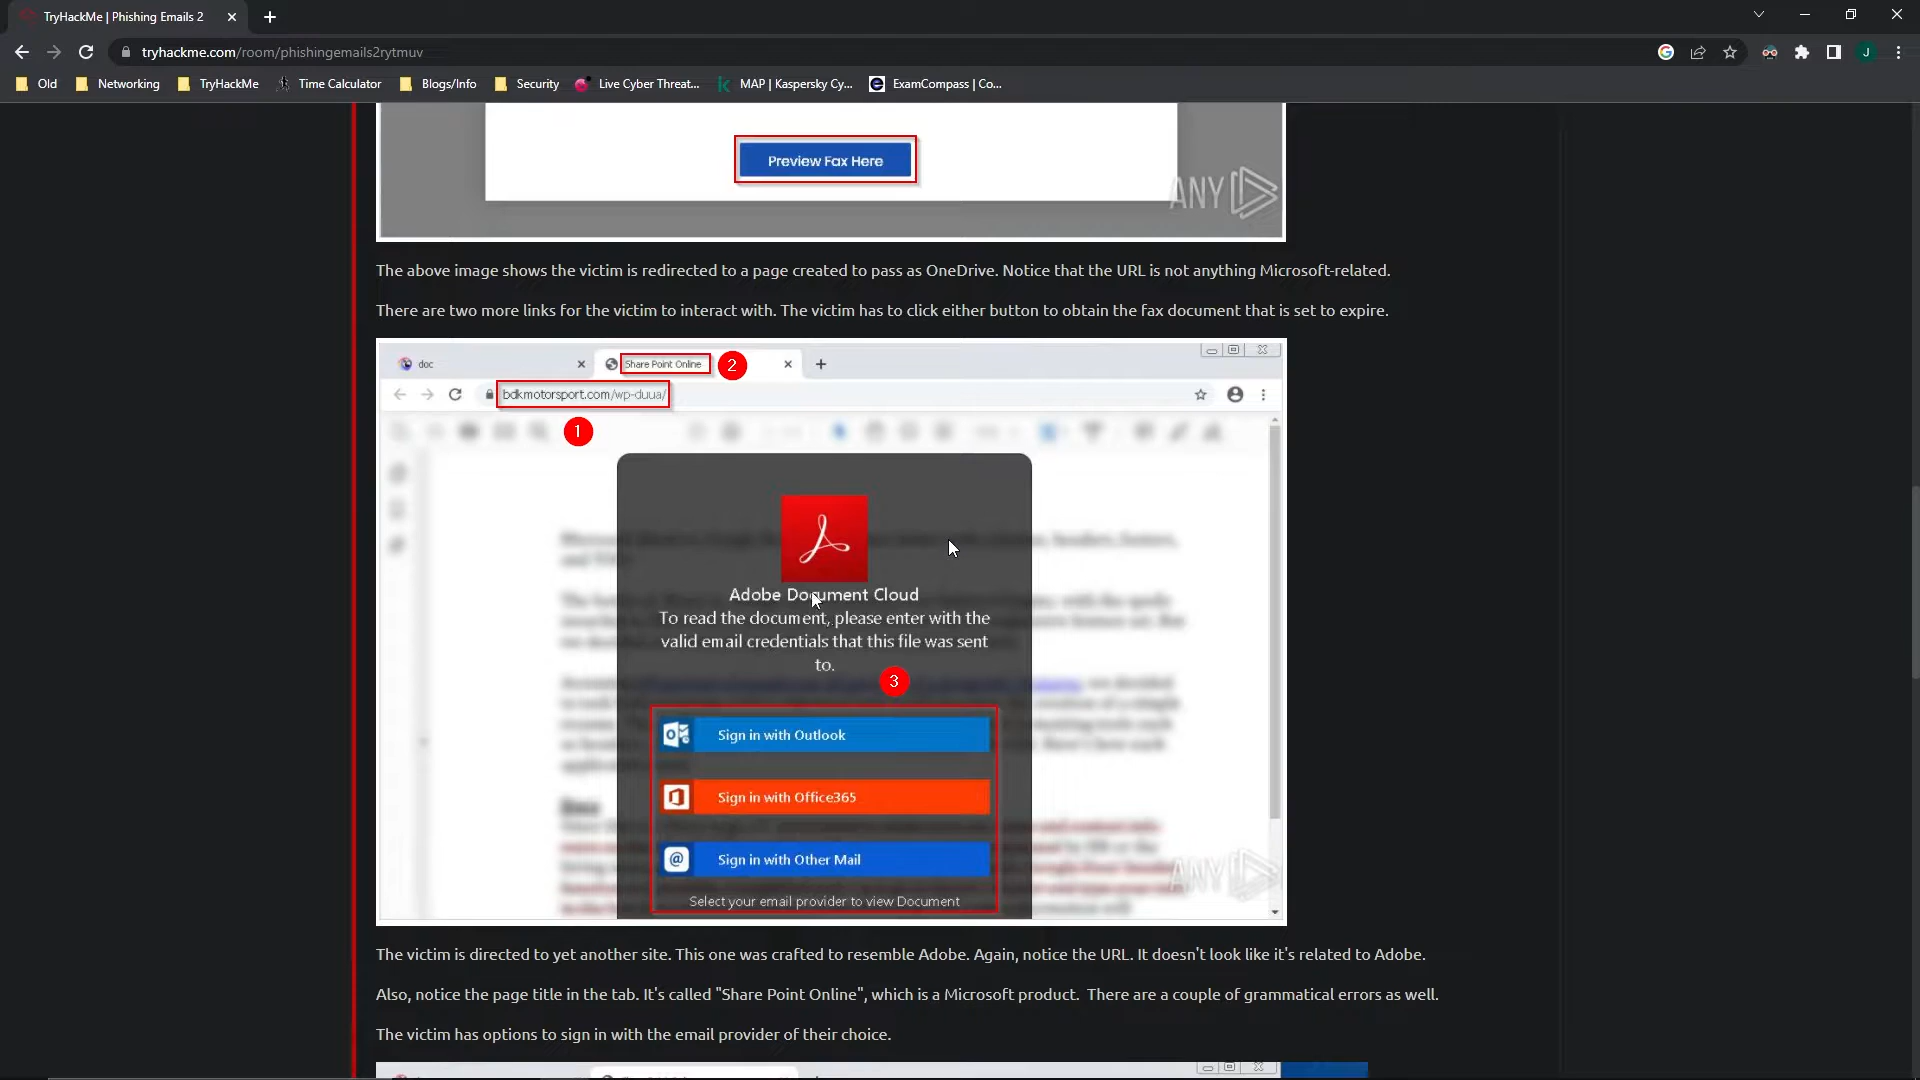 TryHackMe | Phishing Emails 2
tryhackme.com/room/phishingemails2rytmuv
Old Networking TryHackMe Time Calculator Blogs/Info Security Live Cyber Threat... MAP | Kaspersky Cy... ExamCompass | Co...
J
Preview Fax Here
ANY
The above image shows the victim is redirected to a page created to pass as OneDrive. Notice that the URL is not anything Microsoft-related.
There are two more links for the victim to interact with. The victim has to click either button to obtain the fax document that is set to expire.
doc Share Point Online 2
bdkmotorsport.com/wp-duua/
1
Adobe Document Cloud
To read the document, please enter with the
valid email credentials that this file was sent
to.
3
Sign in with Outlook
Sign in with Office365
@ Sign in with Other Mail
ANY
Select your email provider to view Document
The victim is directed to yet another site. This one was crafted to resemble Adobe. Again, notice the URL. It doesn't look like it's related to Adobe.
Also, notice the page title in the tab. It's called "Share Point Online", which is a Microsoft product. There are a couple of grammatical errors as well.
The victim has options to sign in with the email provider of their choice.